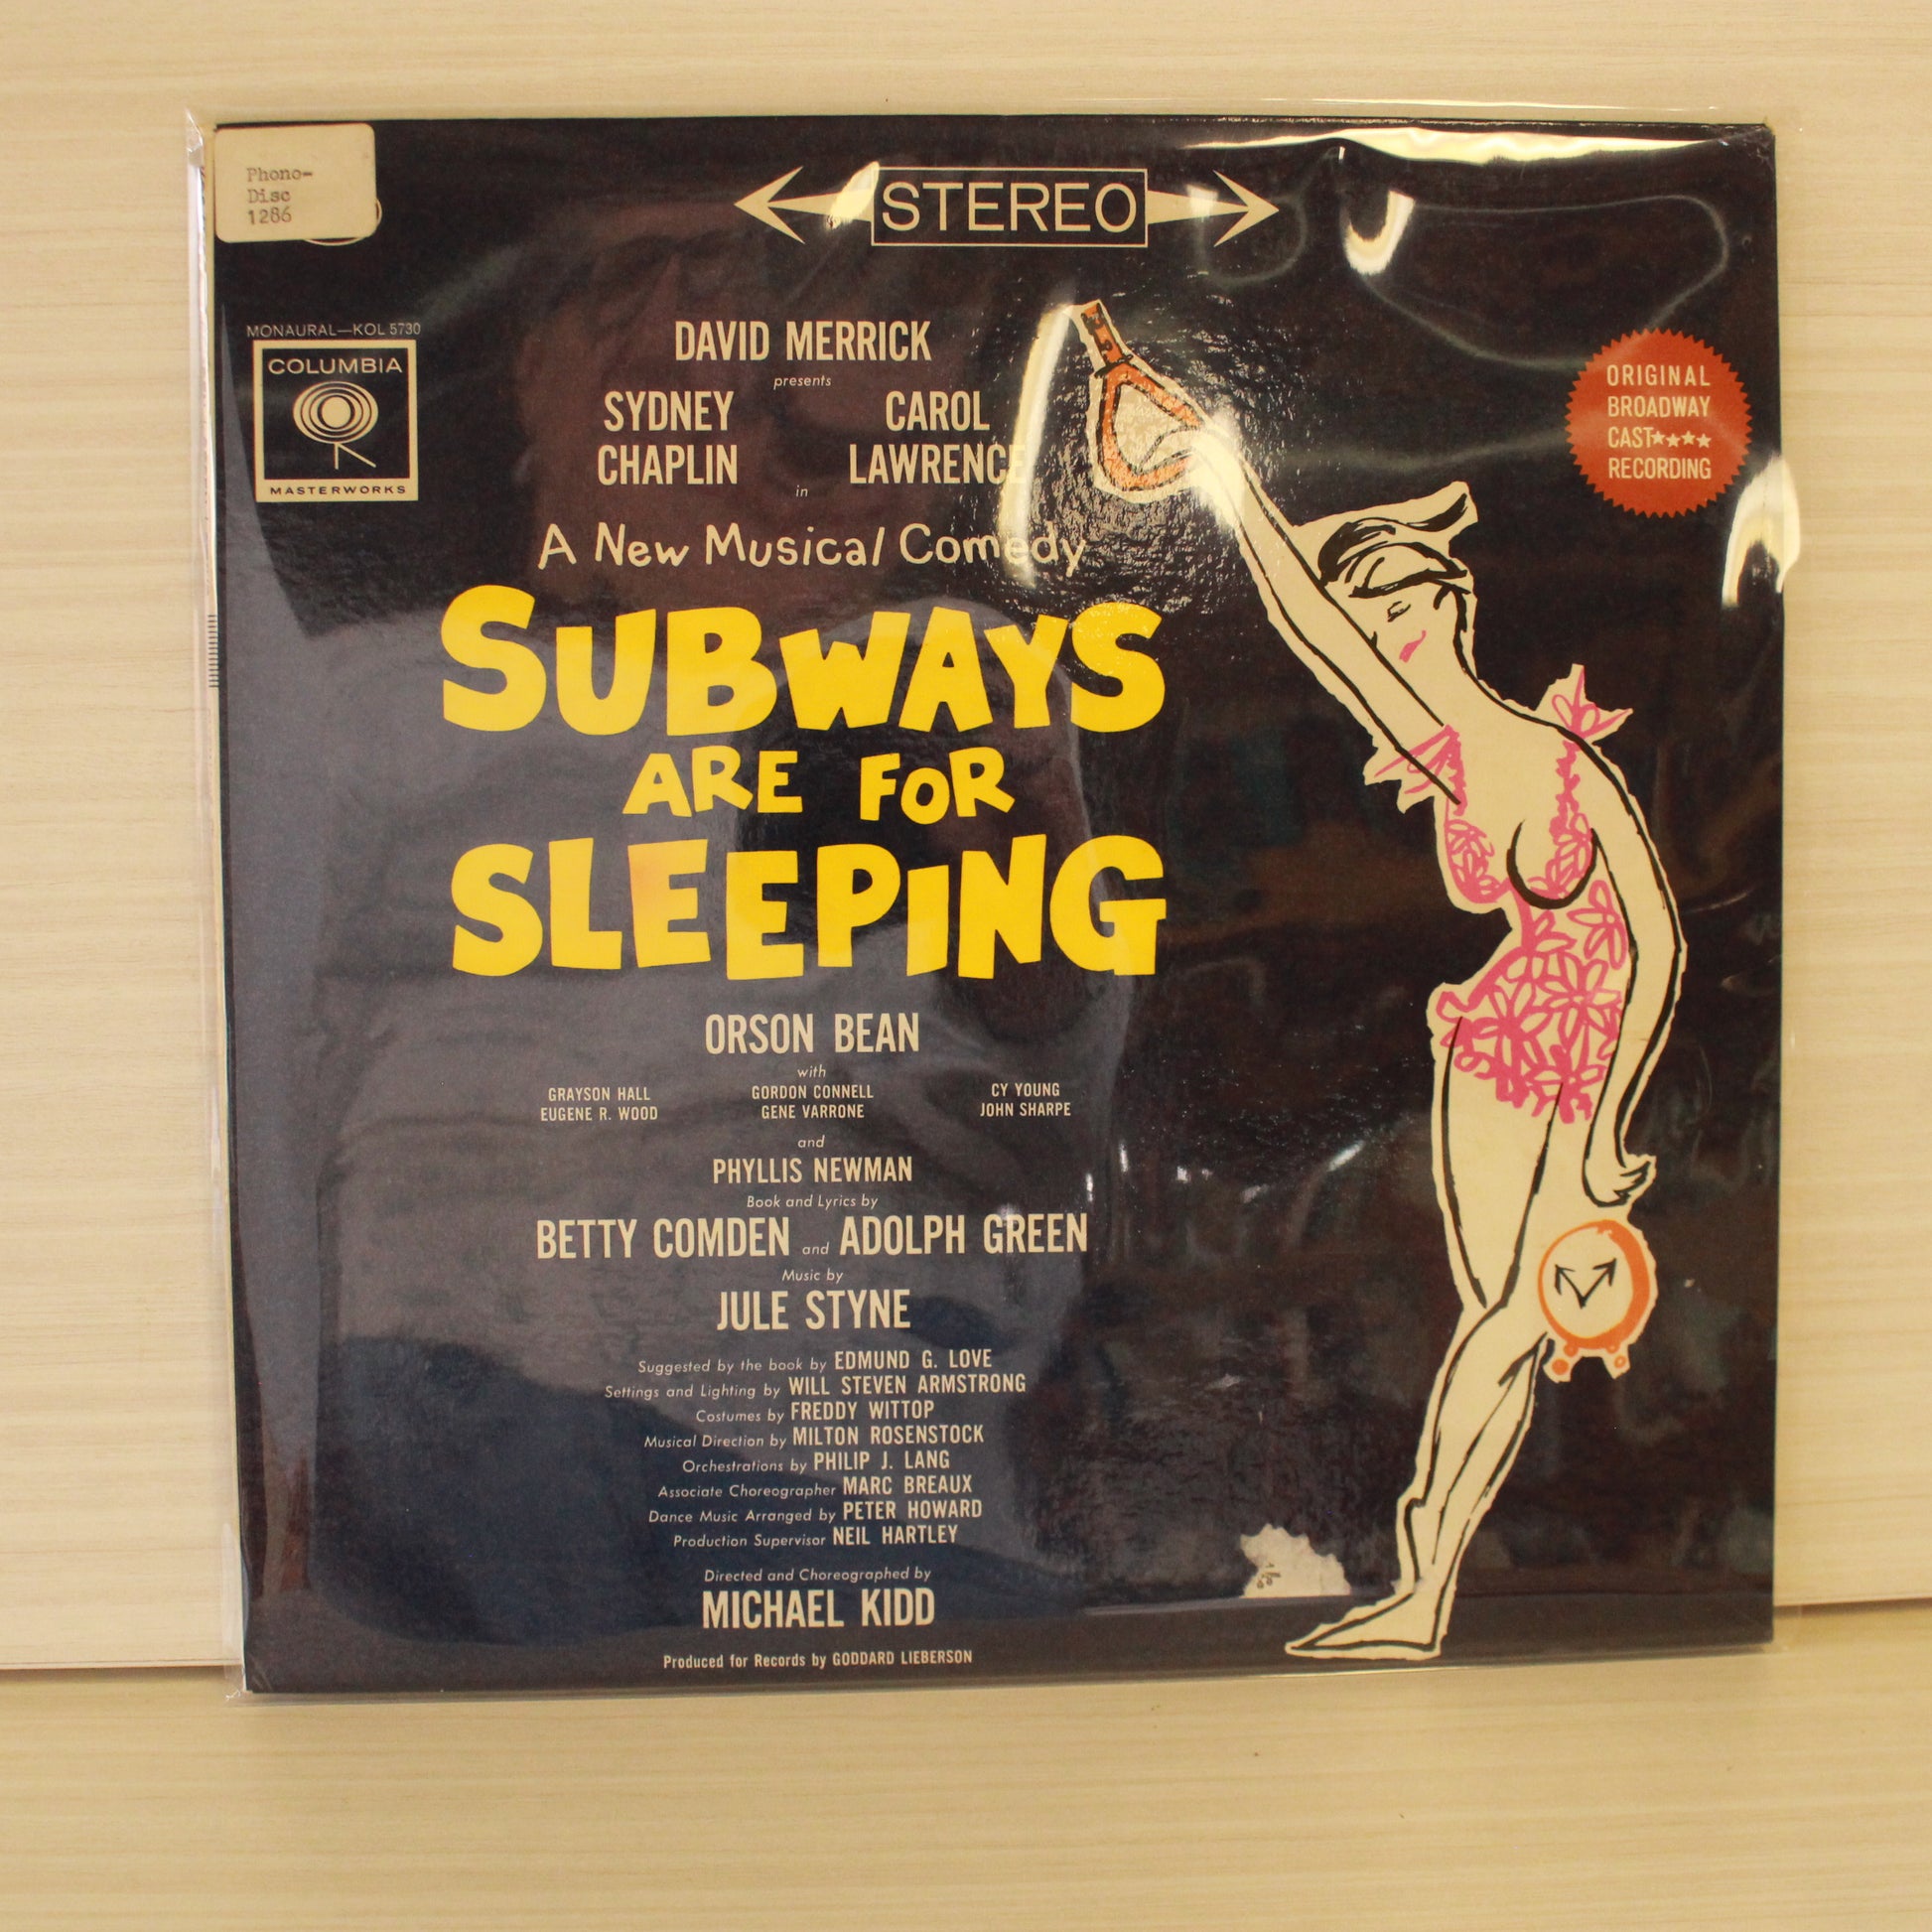 Phono-
Disc
1286
STEREO
MONAURAL—KOL 5730
COLUMBIA
MASTERWORKS
DAVID MERRICK
presents
SYDNEY CAROL
CHAPLIN LAWRENCE
in
A New Musical Comedy
SUBWAYS
ARE FOR
SLEEPING
ORIGINAL
BROADWAY
CAST★★★★
RECORDING
ORSON BEAN
with
GRAYSON HALL GORDON CONNELL CY YOUNG
EUGENE R. WOOD GENE VARRONE JOHN SHARPE
and
PHYLLIS NEWMAN
Book and Lyrics by
BETTY COMDEN and ADOLPH GREEN
Music by
JULE STYNE
Suggested by the book by EDMUND G. LOVE
Settings and Lighting by WILL STEVEN ARMSTRONG
Costumes by FREDDY WITTOP
Musical Direction by MILTON ROSENSTOCK
Orchestrations by PHILIP J. LANG
Associate Choreographer MARC BREAUX
Dance Music Arranged by PETER HOWARD
Production Supervisor NEIL HARTLEY
Directed and Choreographed by
MICHAEL KIDD
Produced for Records by GODDARD LIEBERSON